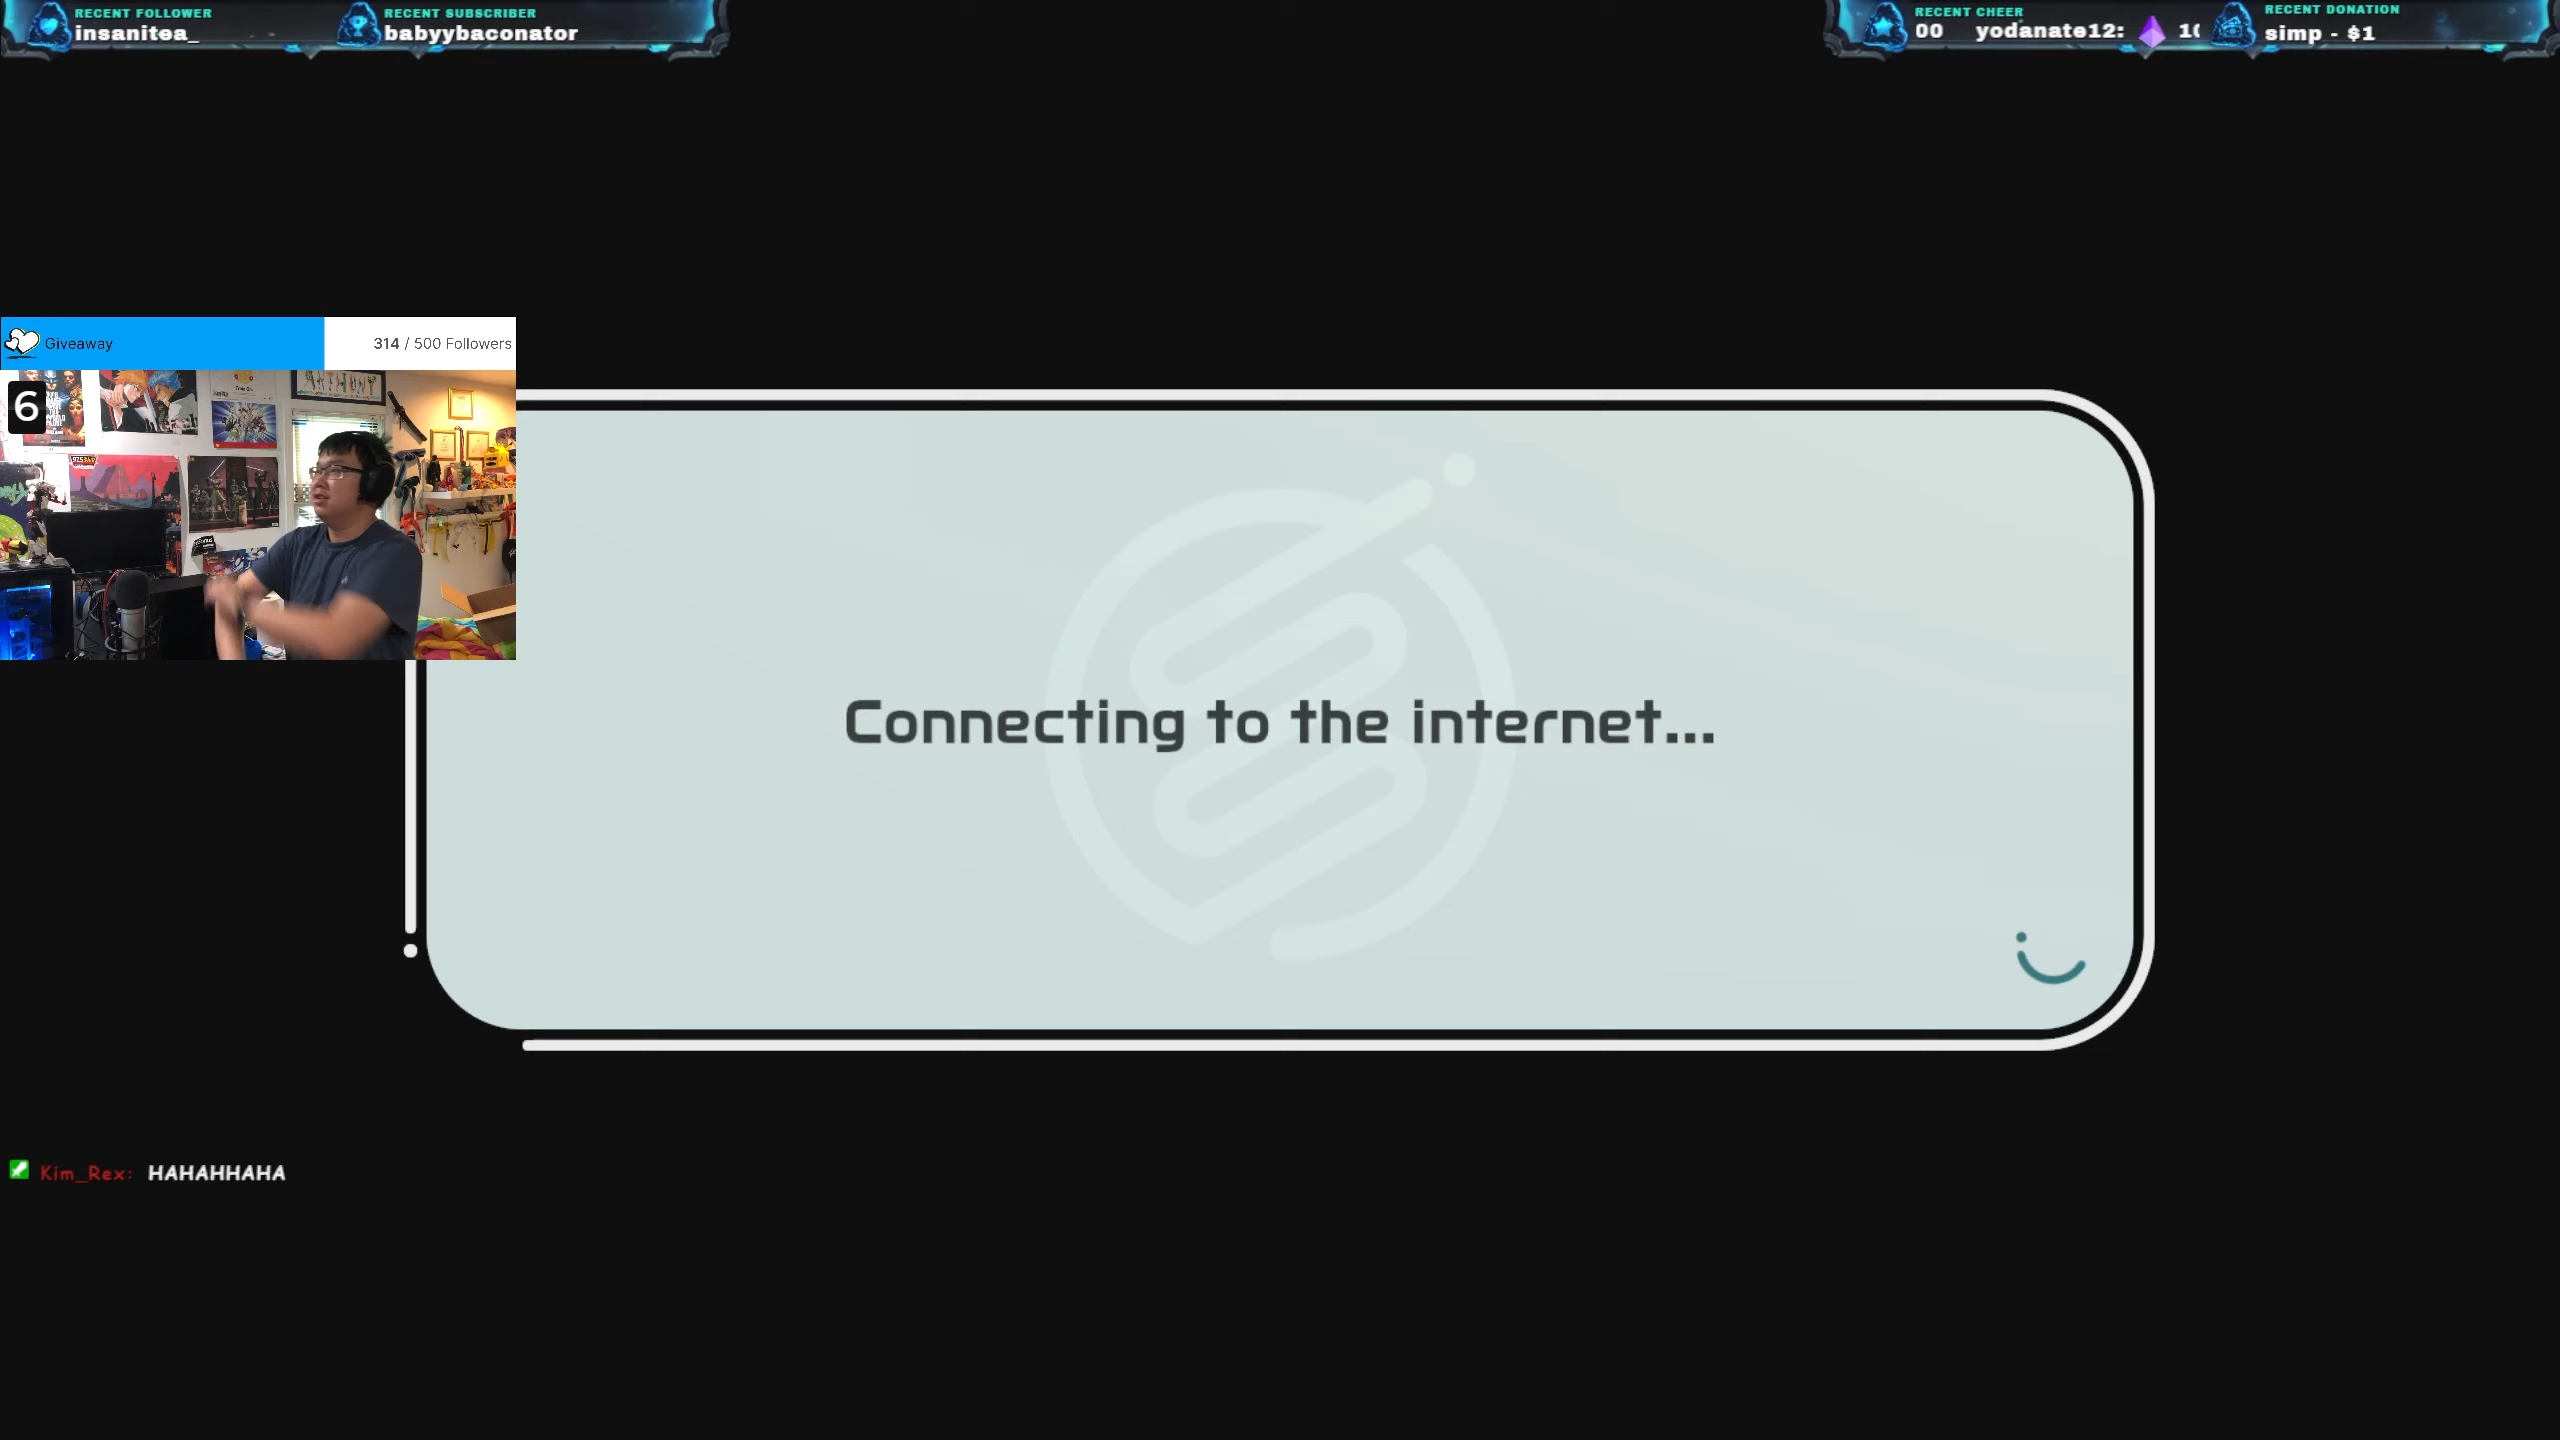 RECENT FOLLOWER
insanitea_
RECENT SUBSCRIBER
babyybaconator
RECENT CHEER
00 yodanate12: 10
RECENT DONATION
simp - $1
Giveaway
314 / 500 Followers
6
Connecting to the internet...
Kim_Rex: HAHAHHAHA